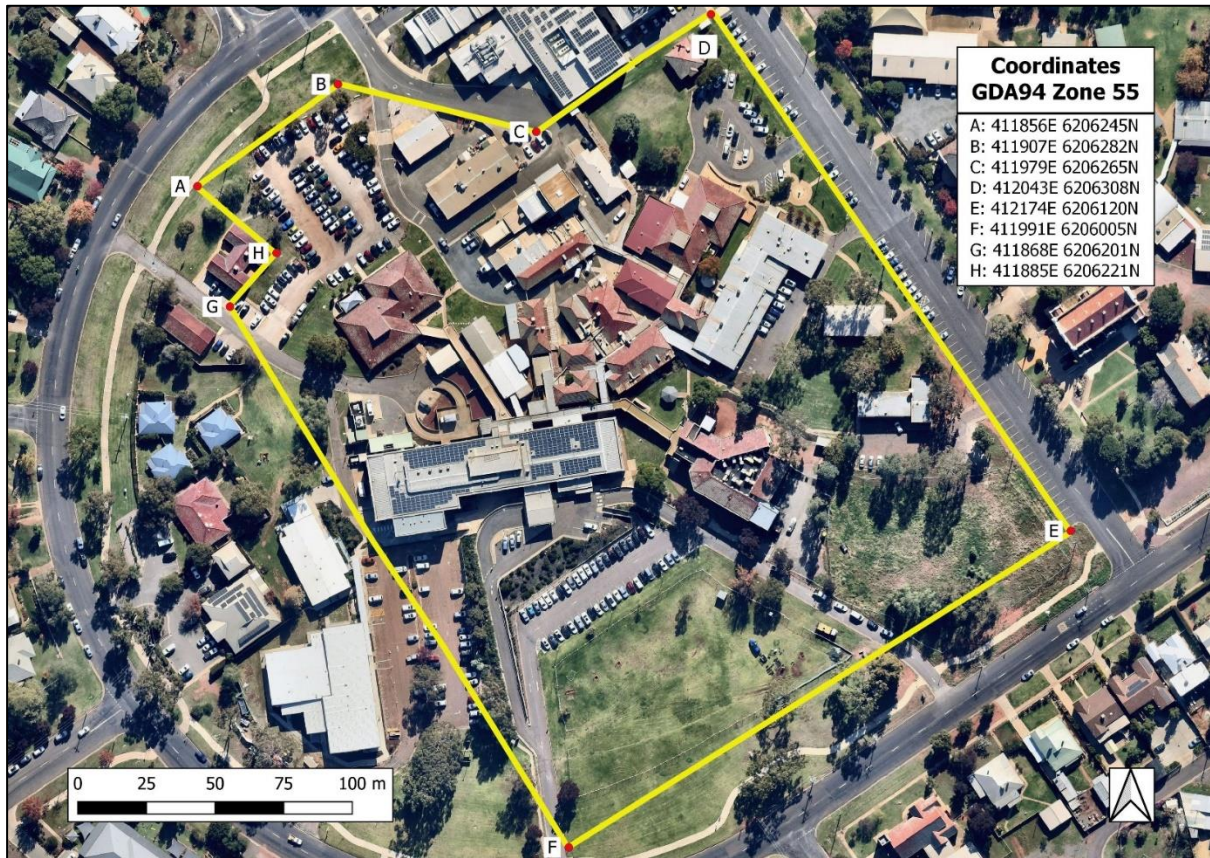 D
B
C
A
H
G
E
F
Coordinates
GDA94 Zone 55
A: 411856E 6206245N
B: 411907E 6206282N
C: 411979E 6206265N
D: 412043E 6206308N
E: 412174E 6206120N
F: 411991E 6206005N
G: 411868E 6206201N
H: 411885E 6206221N
0 25 50 75 100 m